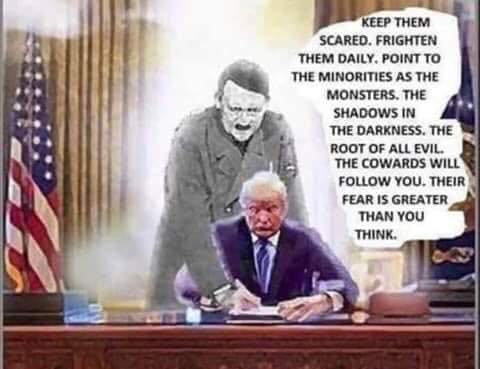 KEEP THEM
SCARED. FRIGHTEN
THEM DAILY. POINT TO
THE MINORITIES AS THE
MONSTERS. THE
SHADOWS IN
THE DARKNESS. THE
ROOT OF ALL EVIL.
THE COWARDS WILL
FOLLOW YOU. THEIR
FEAR IS GREATER
THAN YOU
THINK.